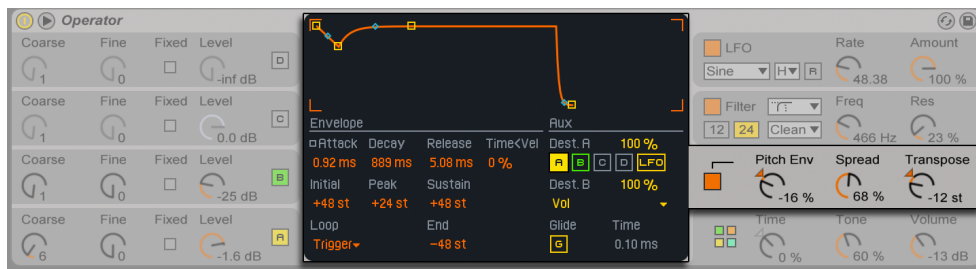 Operator
Coarse Fine Fixed Level
1 0 -inf dB D
Coarse Fine Fixed Level
1 0 0.0 dB C
Coarse Fine Fixed Level
1 0 -25 dB B
Coarse Fine Fixed Level
6 0 -1.6 dB A
Envelope
Attack Decay Release Time<Vel
0.92 ms 889 ms 5.08 ms 0 %
Initial Peak Sustain
+48 st +24 st +48 st
Loop End
Trigger -48 st
Aux
Dest. A 100 %
A B C D LFO
Dest. B 100 %
Vol
Glide Time
G 0.10 ms
LFO Rate Amount
Sine H R 48.38 100 %
Filter Freq Res
12 24 Clean 466 Hz 23 %
Pitch Env Spread Transpose
-16 % 68 % -12 st
Time Tone Volume
0 % 60 % -13 dB